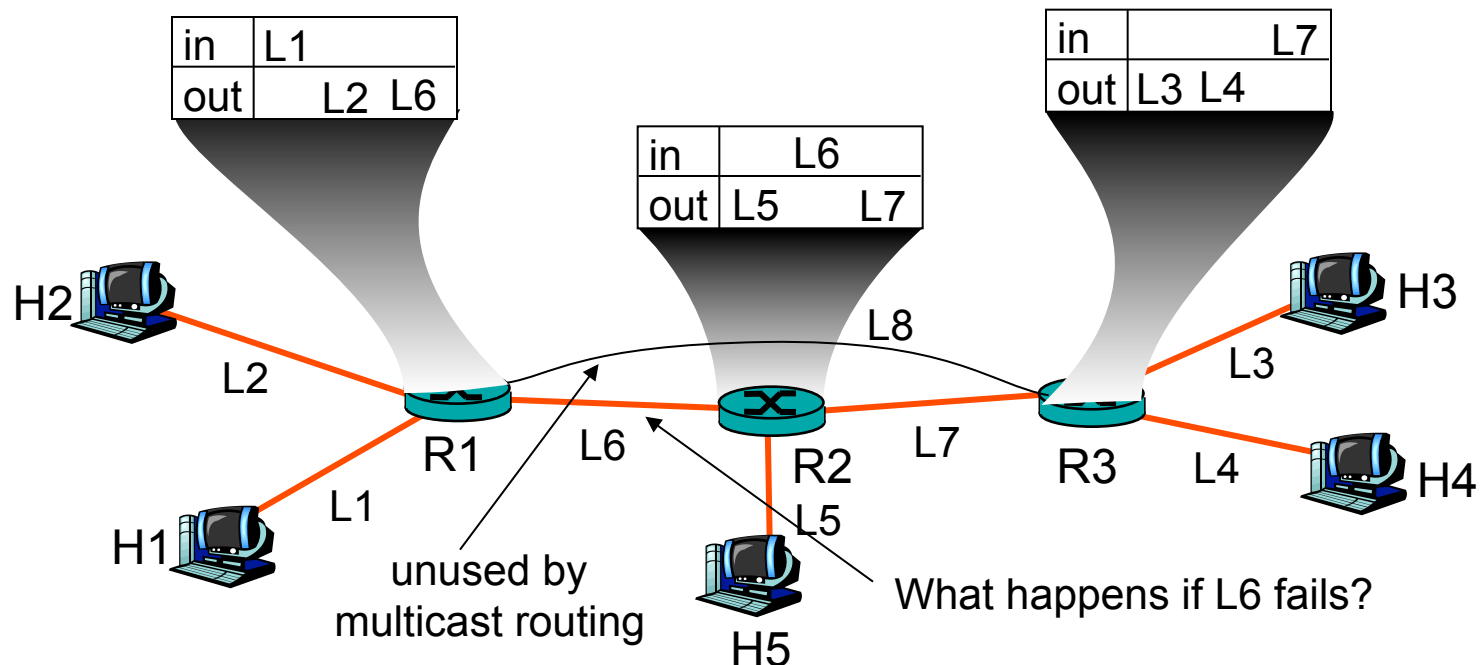 in L1
out L2 L6
in L7
out L3 L4
in L6
out L5 L7
H2
H3
L8
L2
L3
R1
L6
R2
L7
R3
L4
H4
L1
L5
H1
unused by
multicast routing
What happens if L6 fails?
H5